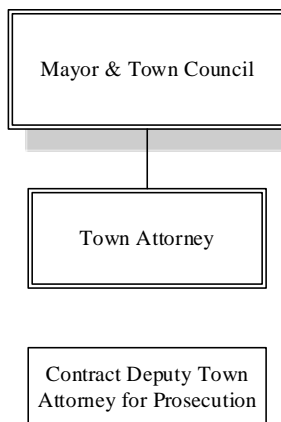 Mayor & Town Council
Town Attorney
Contract Deputy Town
Attorney for Prosecution